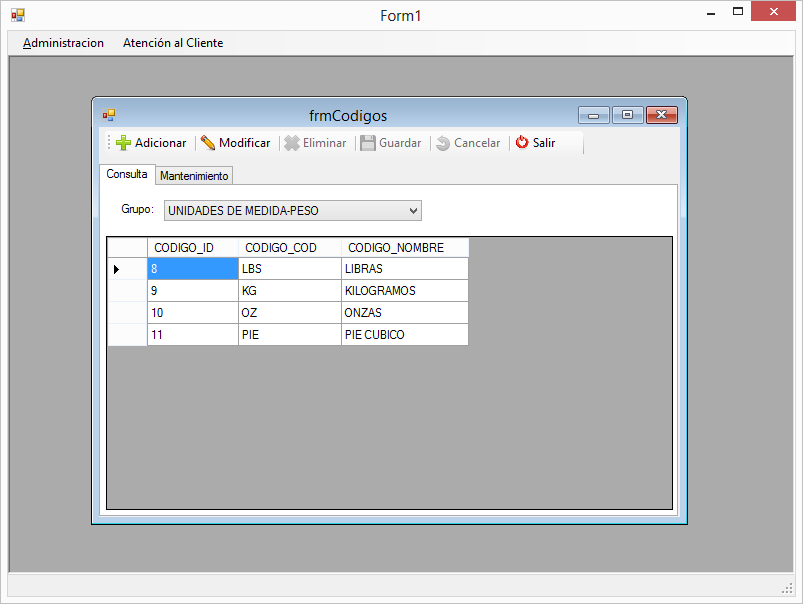 Form1
Administracion Atención al Cliente
frmCodigos
Adicionar Modificar Eliminar Guardar Cancelar Salir
Consulta Mantenimiento
Grupo: UNIDADES DE MEDIDA-PESO
CODIGO_ID CODIGO_COD CODIGO_NOMBRE
8 LBS LIBRAS
9 KG KILOGRAMOS
10 OZ ONZAS
11 PIE PIE CUBICO